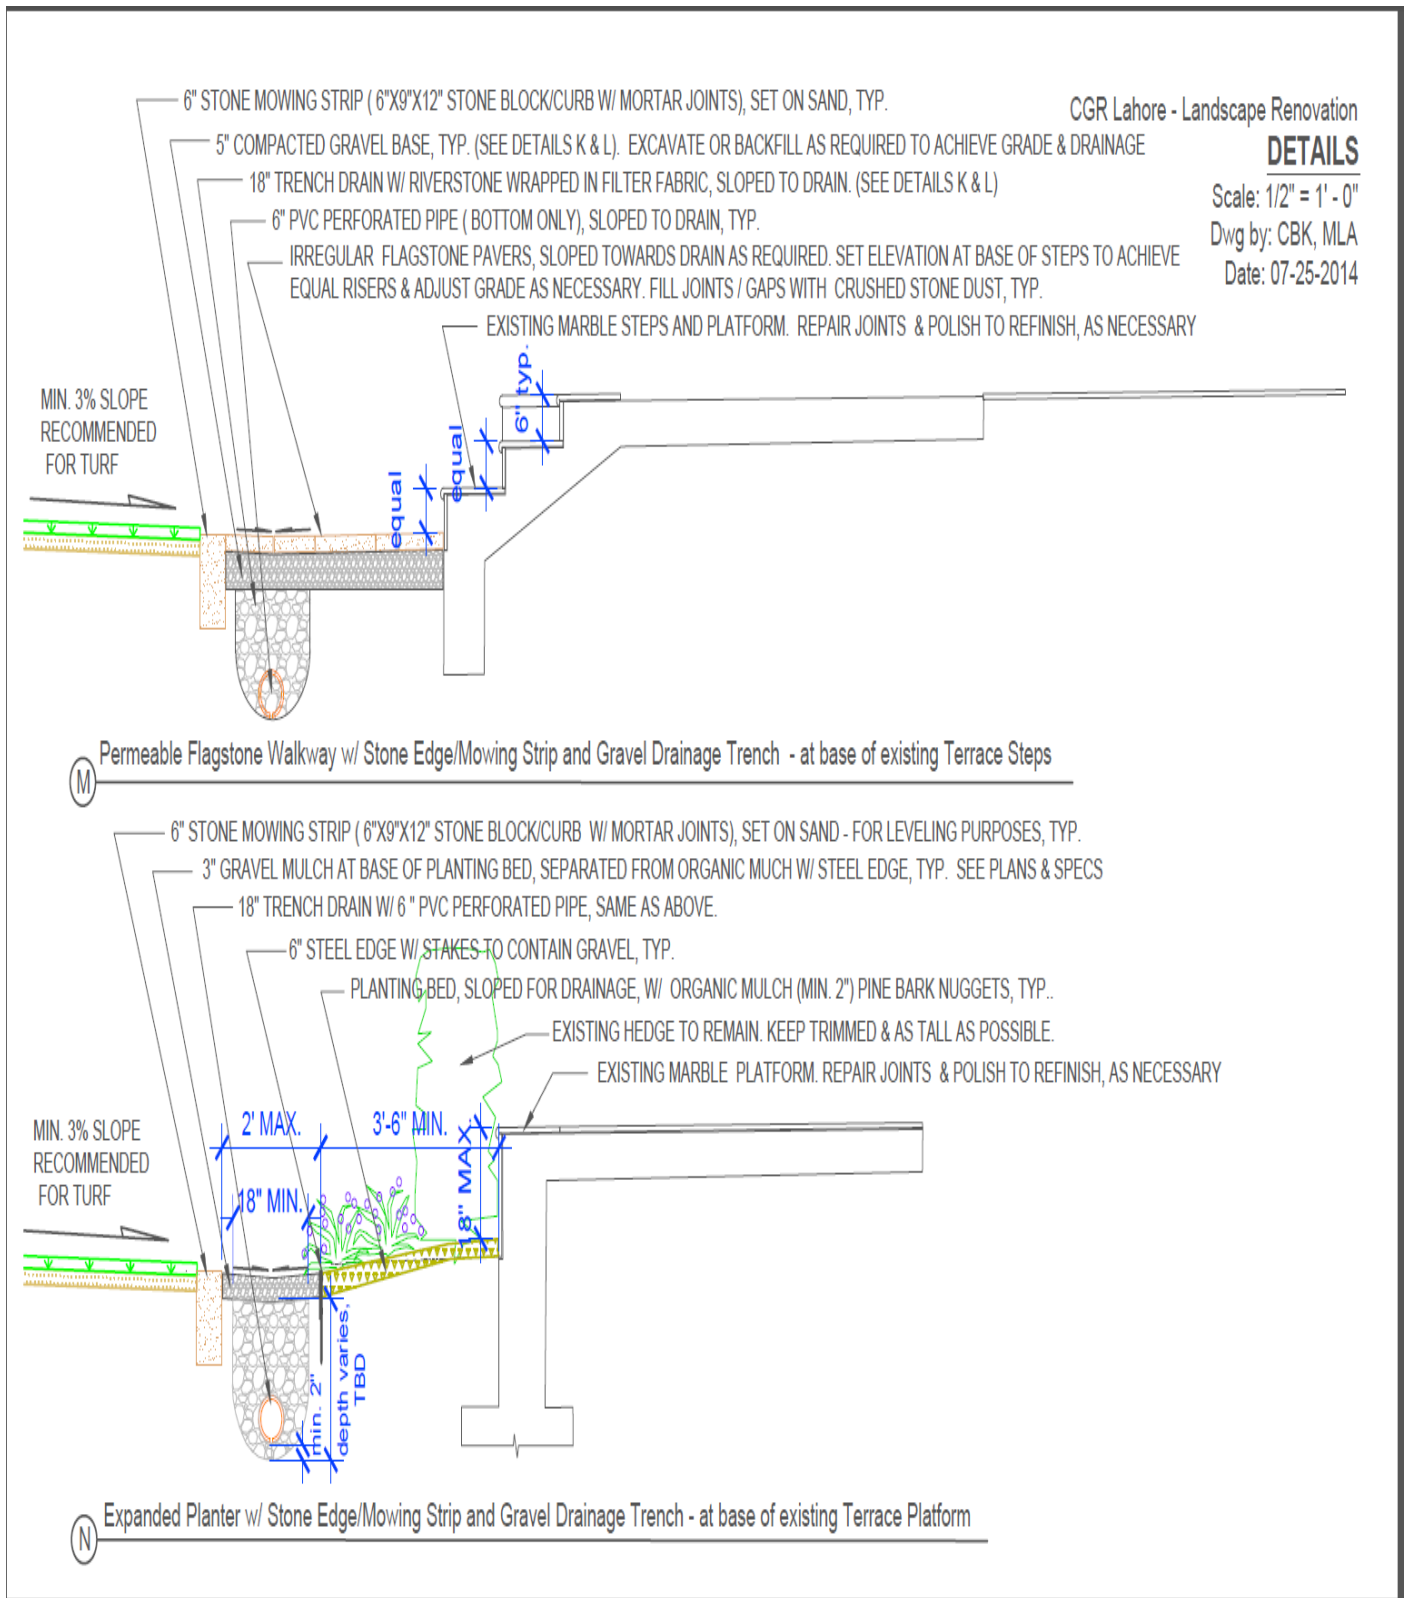 6" STONE MOWING STRIP ( 6"X9"X12" STONE BLOCK/CURB W/ MORTAR JOINTS), SET ON SAND, TYP.
CGR Lahore - Landscape Renovation
DETAILS
Scale: 1/2" = 1' - 0"
Dwg by: CBK, MLA
Date: 07-25-2014
5" COMPACTED GRAVEL BASE, TYP. (SEE DETAILS K & L). EXCAVATE OR BACKFILL AS REQUIRED TO ACHIEVE GRADE & DRAINAGE
18" TRENCH DRAIN W/ RIVERSTONE WRAPPED IN FILTER FABRIC, SLOPED TO DRAIN. (SEE DETAILS K & L)
6" PVC PERFORATED PIPE ( BOTTOM ONLY), SLOPED TO DRAIN, TYP.
IRREGULAR FLAGSTONE PAVERS, SLOPED TOWARDS DRAIN AS REQUIRED. SET ELEVATION AT BASE OF STEPS TO ACHIEVE
EQUAL RISERS & ADJUST GRADE AS NECESSARY. FILL JOINTS / GAPS WITH CRUSHED STONE DUST, TYP.
EXISTING MARBLE STEPS AND PLATFORM. REPAIR JOINTS & POLISH TO REFINISH, AS NECESSARY
MIN. 3% SLOPE
RECOMMENDED
FOR TURF
equal
equal
6" typ.
M
Permeable Flagstone Walkway w/ Stone Edge/Mowing Strip and Gravel Drainage Trench - at base of existing Terrace Steps
6" STONE MOWING STRIP ( 6"X9"X12" STONE BLOCK/CURB W/ MORTAR JOINTS), SET ON SAND - FOR LEVELING PURPOSES, TYP.
3" GRAVEL MULCH AT BASE OF PLANTING BED, SEPARATED FROM ORGANIC MUCH W/ STEEL EDGE, TYP. SEE PLANS & SPECS
18" TRENCH DRAIN W/ 6 " PVC PERFORATED PIPE, SAME AS ABOVE.
6" STEEL EDGE W/ STAKES TO CONTAIN GRAVEL, TYP.
PLANTING BED, SLOPED FOR DRAINAGE, W/ ORGANIC MULCH (MIN. 2") PINE BARK NUGGETS, TYP..
EXISTING HEDGE TO REMAIN. KEEP TRIMMED & AS TALL AS POSSIBLE.
EXISTING MARBLE PLATFORM. REPAIR JOINTS & POLISH TO REFINISH, AS NECESSARY
MIN. 3% SLOPE
RECOMMENDED
FOR TURF
2' MAX.
3'-6" MIN.
18" MIN.
18" MAX.
min. 2"
depth varies,
TBD
N
Expanded Planter w/ Stone Edge/Mowing Strip and Gravel Drainage Trench - at base of existing Terrace Platform